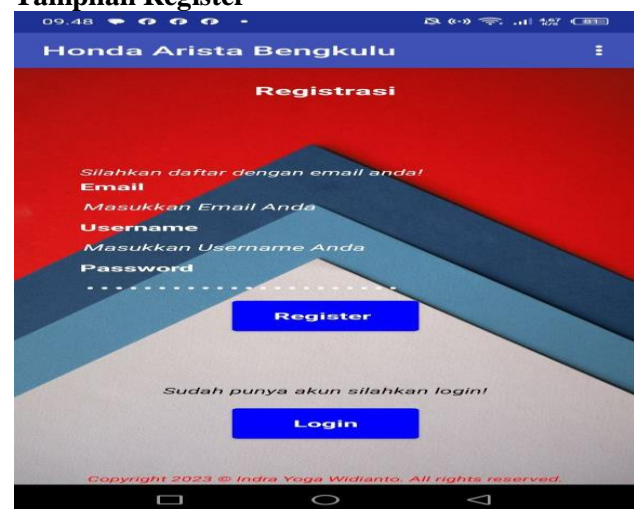 Tampilan Register
09.48
Honda Arista Bengkulu
Registrasi
Silahkan daftar dengan email anda!
Email
Masukkan Email Anda
Username
Masukkan Username Anda
Password
Register
Sudah punya akun silahkan login!
Login
Copyright 2023 © Indra Yoga Widianto. All rights reserved.